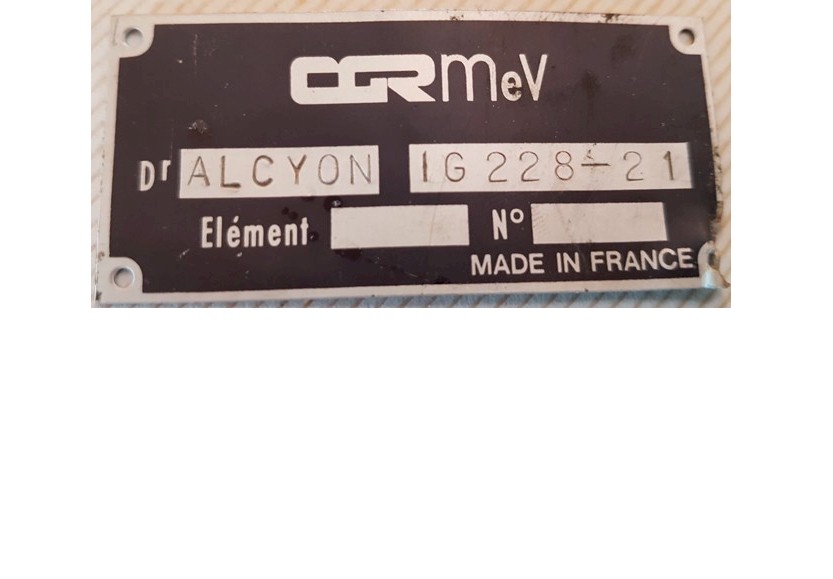 CGR MeV
Dr ALCYON IG 228-21
Elément N°
MADE IN FRANCE